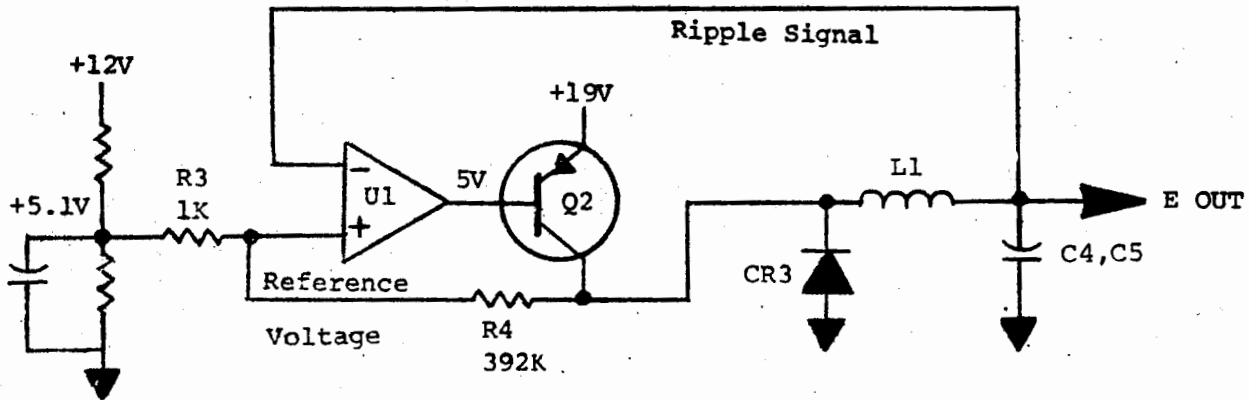 Ripple Signal
+12V
+19V
R3
1K
U1
5V
Q2
L1
+5.1V
E OUT
-
+
Reference
Voltage
R4
392K
CR3
C4,C5